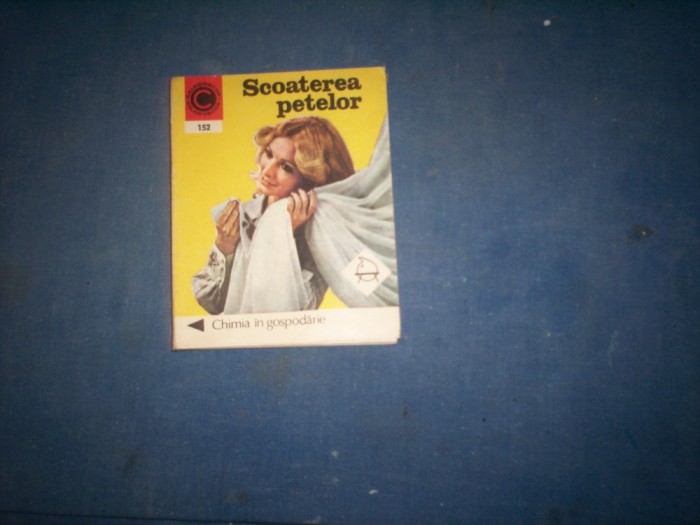 Scoaterea
petelor
152
Chimia în gospodărie